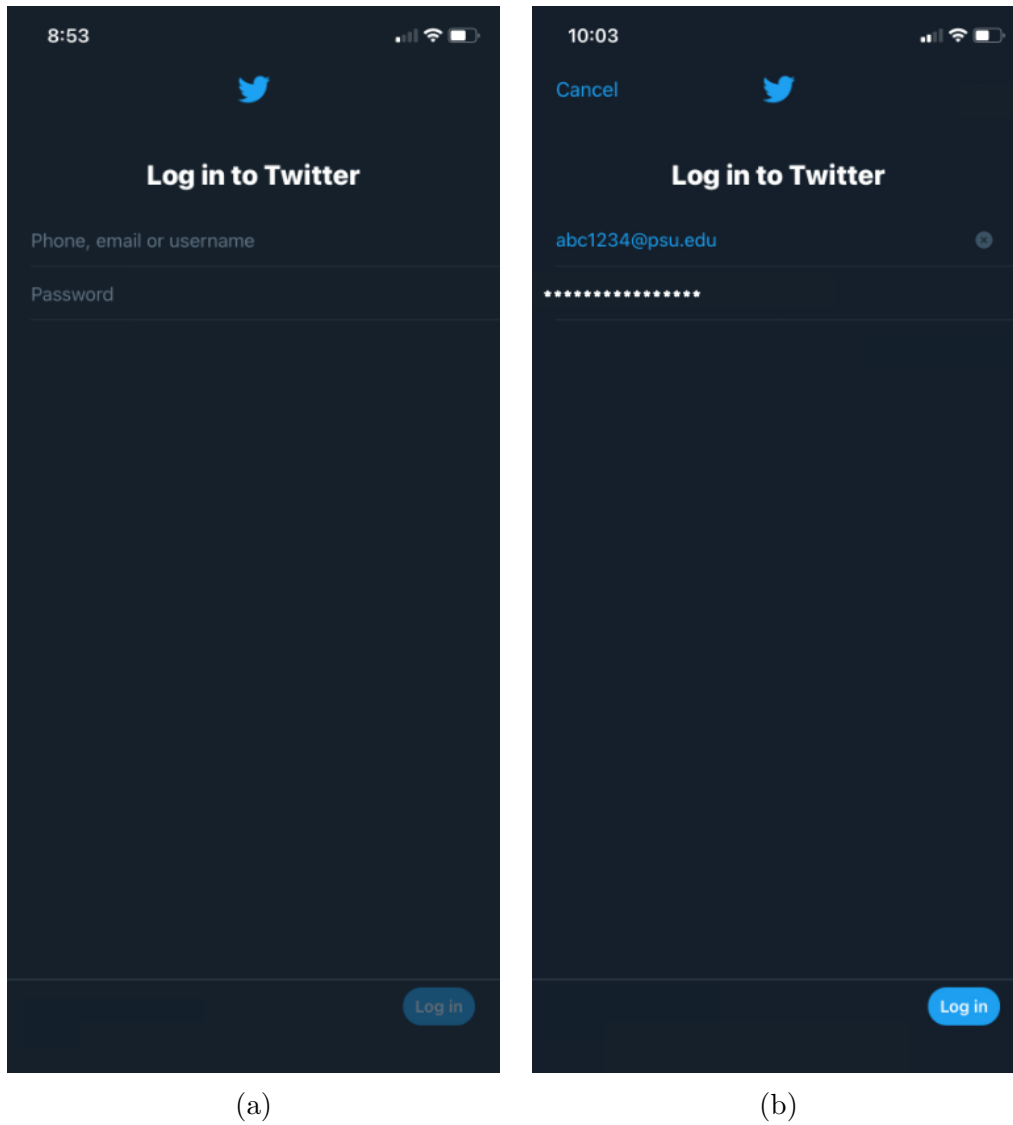 8:53
Log in to Twitter
Phone, email or username
Password
Log in
(a)
10:03
Cancel
Log in to Twitter
abc1234@psu.edu
****************
Log in
(b)